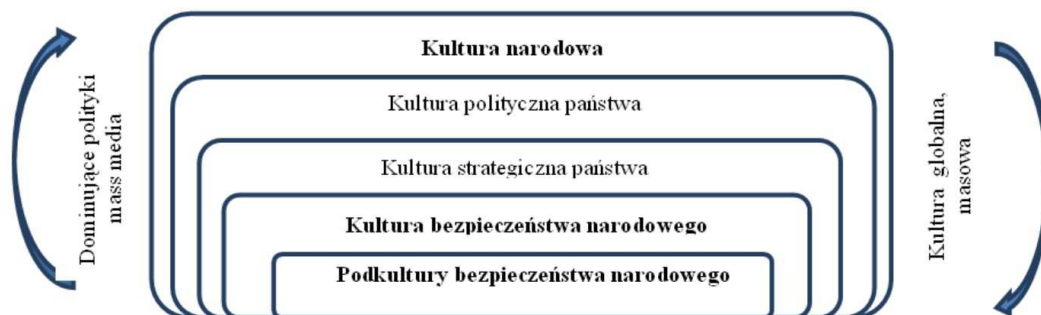 Kultura narodowa
Kultura polityczna państwa
Kultura strategiczna państwa
Kultura bezpieczeństwa narodowego
Podkultury bezpieczeństwa narodowego
Dominujące polityki
mass media
Kultura globalna,
masowa